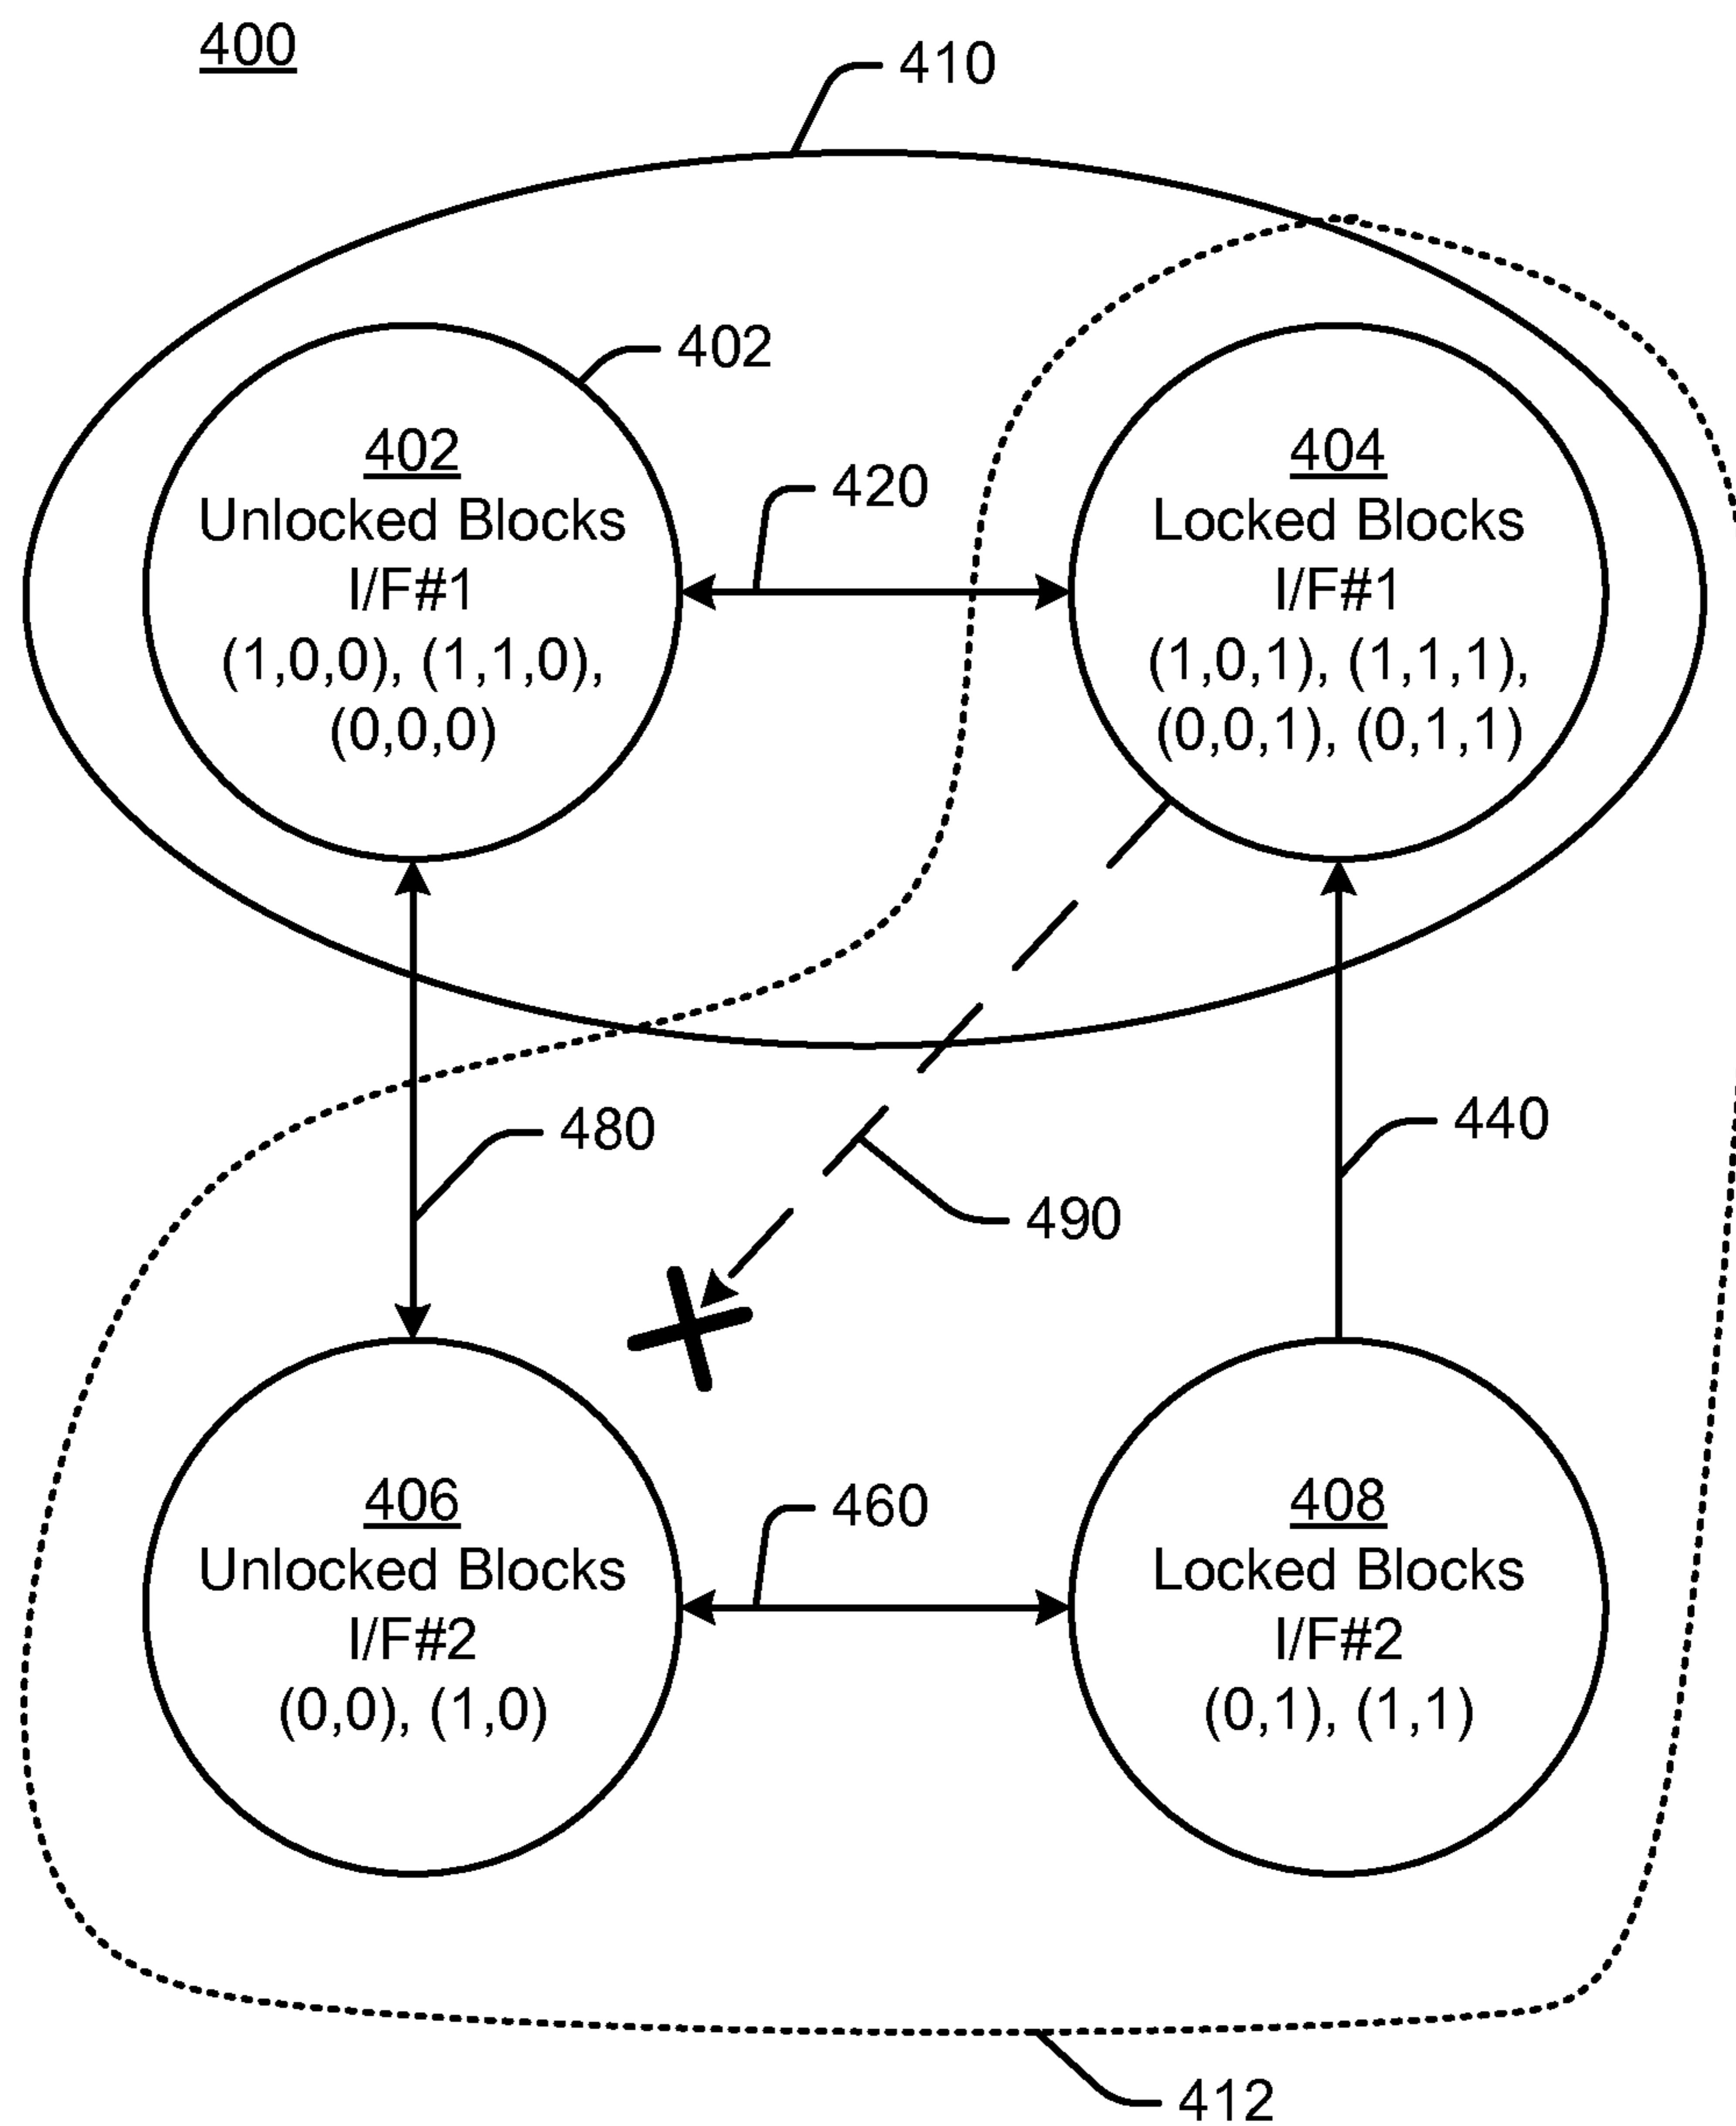 400
410
402
402
Unlocked Blocks
I/F#1
(1,0,0), (1,1,0),
(0,0,0)
420
404
Locked Blocks
I/F#1
(1,0,1), (1,1,1),
(0,0,1), (0,1,1)
480
490
440
406
Unlocked Blocks
I/F#2
(0,0), (1,0)
460
408
Locked Blocks
I/F#2
(0,1), (1,1)
412